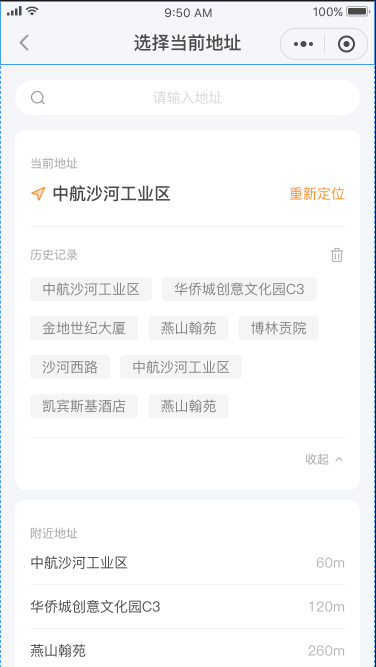 9:50 AM
100%
选择当前地址
请输入地址
当前地址
中航沙河工业区
重新定位
历史记录
中航沙河工业区 华侨城创意文化园C3
金地世纪大厦 燕山翰苑 博林贡院
沙河西路 中航沙河工业区
凯宾斯基酒店 燕山翰苑
收起
附近地址
中航沙河工业区 60m
华侨城创意文化园C3 120m
燕山翰苑 260m